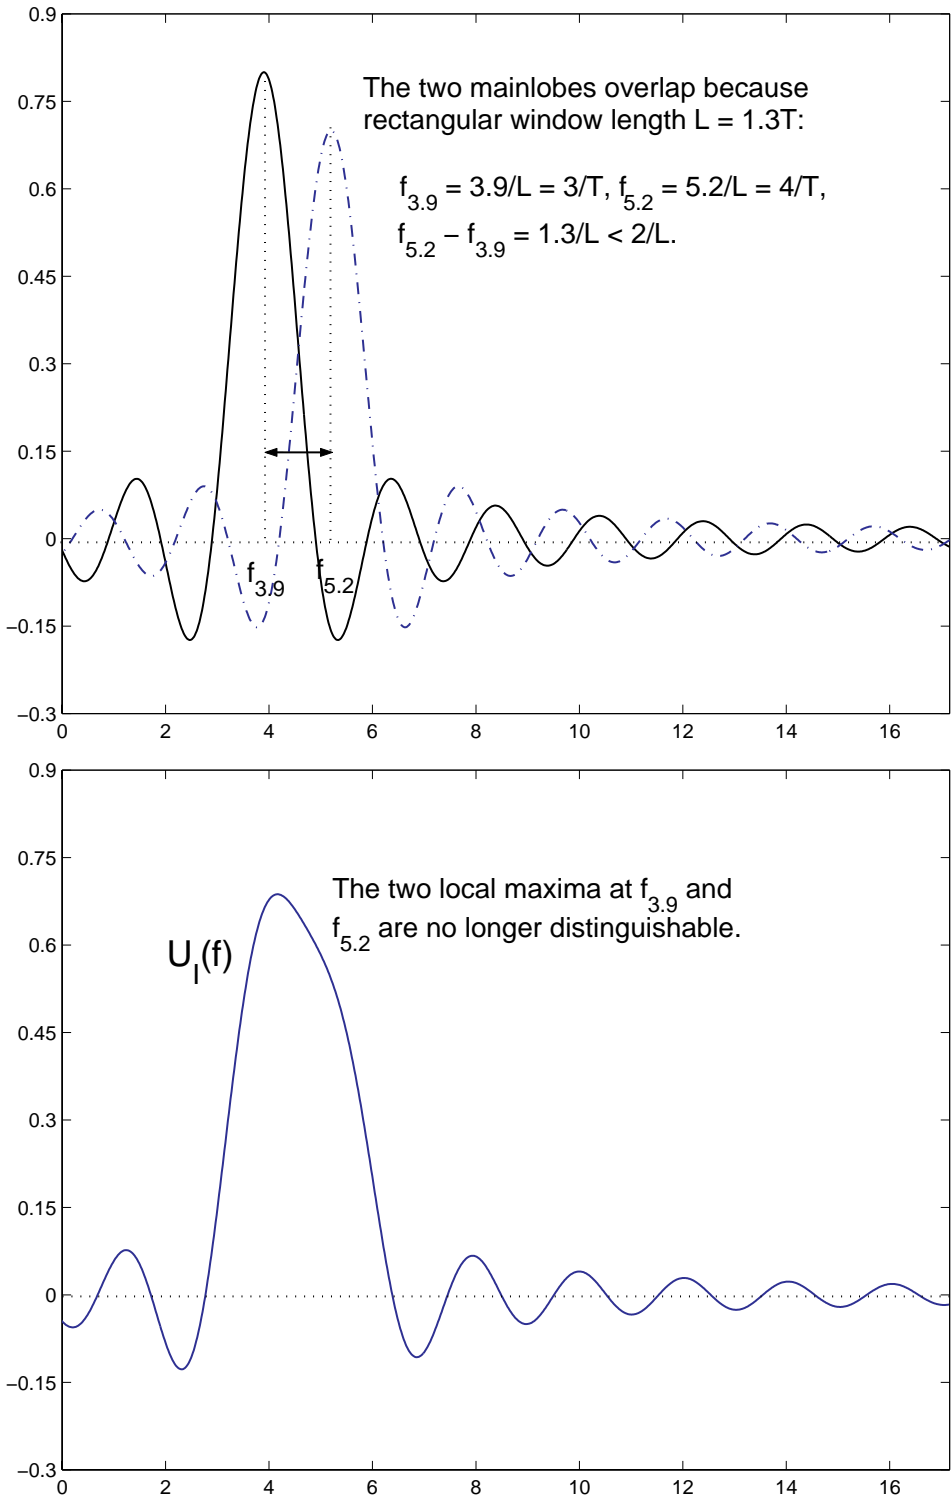 0.9
The two mainlobes overlap because
0.75
rectangular window length L = 1.3T:
0.6
f3.9 = 3.9/L = 3/T, f5.2 = 5.2/L = 4/T,
f5.2 − f3.9 = 1.3/L < 2/L.
0.45
0.3
0.15
0
f3.9 f5.2
−0.15
−0.3
0 2 4 6 8 10 12 14 16
0.9
0.75
The two local maxima at f3.9 and
f5.2 are no longer distinguishable.
0.6
UI(f)
0.45
0.3
0.15
0
−0.15
−0.3
0 2 4 6 8 10 12 14 16